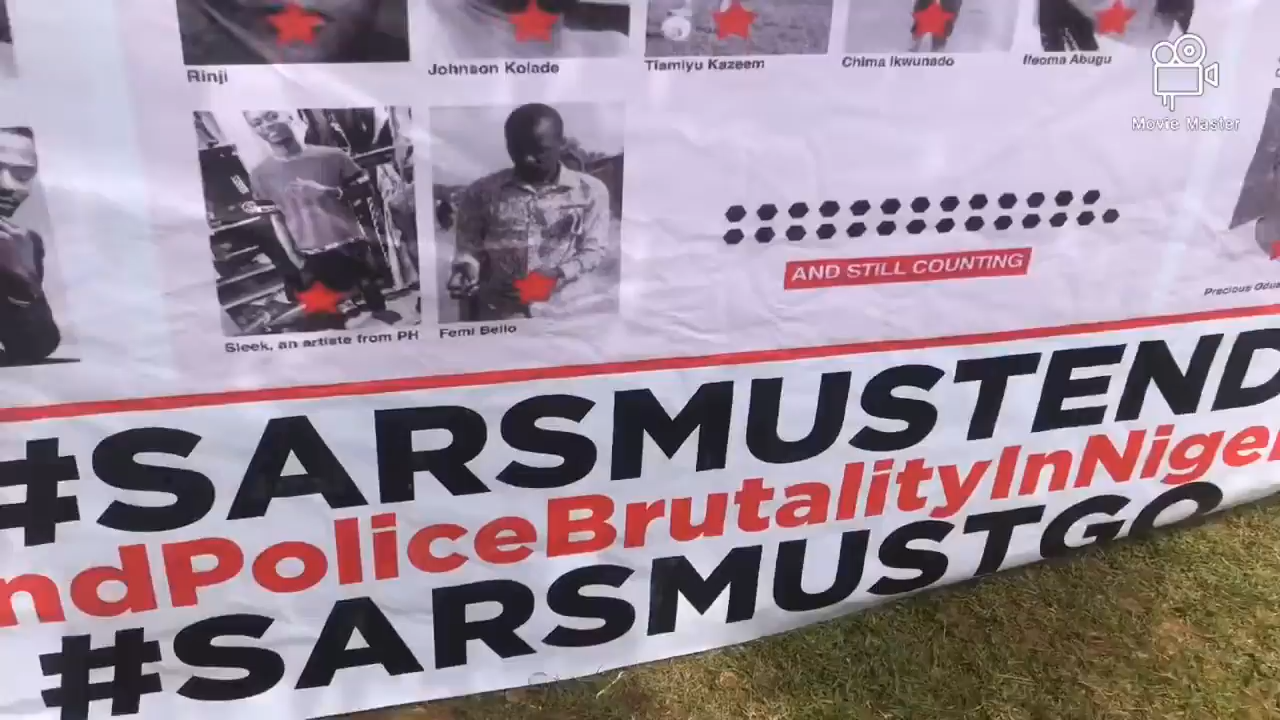 Rinji
Johnson Kolade
Tiamiyu Kazeem
Chima Ikwunado
Ifeoma Abugu
Movie Master
Sleek, an artiste from PH
Femi Bello
AND STILL COUNTING
Precious
#SARSMUSTEND
ndPoliceBrutalityInNiger
#SARSMUSTGO